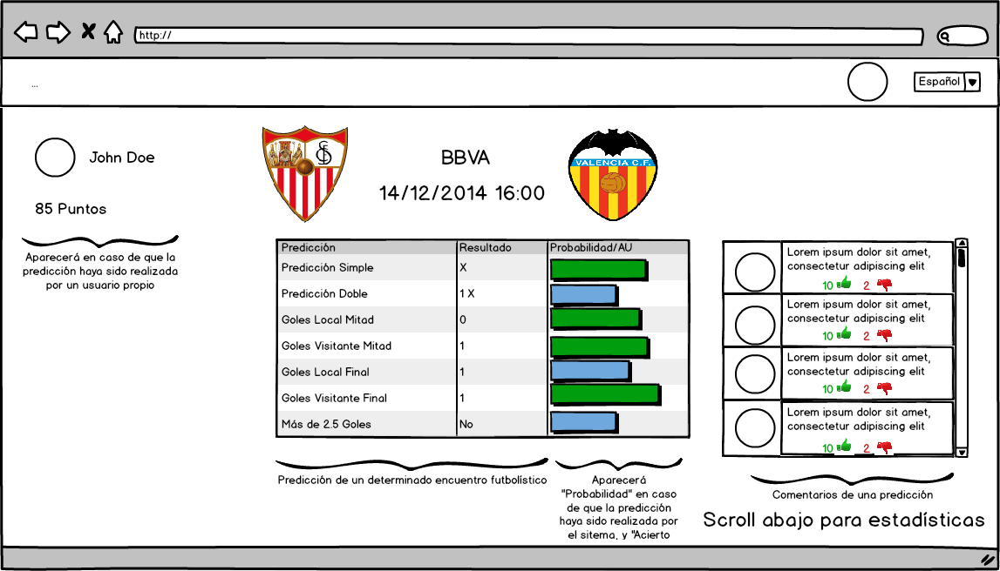 http://
...
Español
John Doe
85 Puntos
Aparecerá en caso de que la
predicción haya sido realizada
por un usuario propio
BBVA
14/12/2014 16:00
VALENCIA C.F.
Predicción Resultado Probabilidad/AU
Predicción Simple X
Predicción Doble 1 X
Goles Local Mitad 0
Goles Visitante Mitad 1
Goles Local Final 1
Goles Visitante Final 1
Más de 2.5 Goles No
Predicción de un determinado encuentro futbolístico
Aparecerá
"Probabilidad" en caso
de que la predicción
haya sido realizada por
el sitema, y "Acierto
Lorem ipsum dolor sit amet,
consectetur adipiscing elit
10 2
Lorem ipsum dolor sit amet,
consectetur adipiscing elit
10 2
Lorem ipsum dolor sit amet,
consectetur adipiscing elit
10 2
Lorem ipsum dolor sit amet,
consectetur adipiscing elit
10 2
Comentarios de una predicción
Scroll abajo para estadísticas